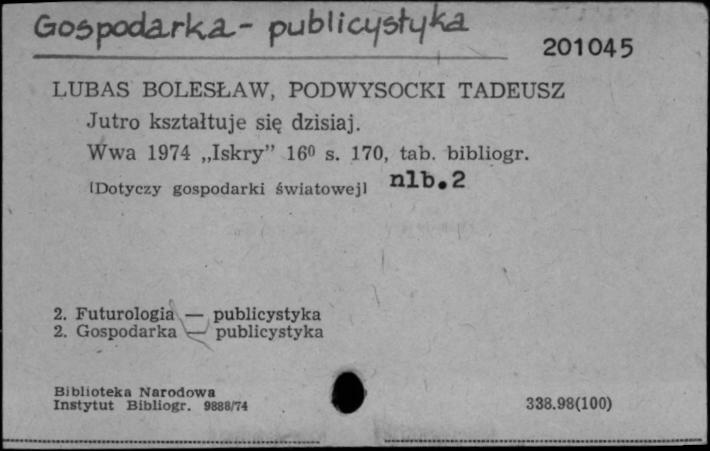 Gospodarka - publicystyka
201045
LUBAS BOLESŁAW, PODWYSOCKI TADEUSZ
Jutro kształtuje się dzisiaj.
Wwa 1974 „Iskry” 16⁰ s. 170, tab. bibliogr.
[Dotyczy gospodarki światowej] nlb.2
2. Futurologia — publicystyka
2. Gospodarka — publicystyka
Biblioteka Narodowa
Instytut Bibliogr. 9888/74
338.98(100)